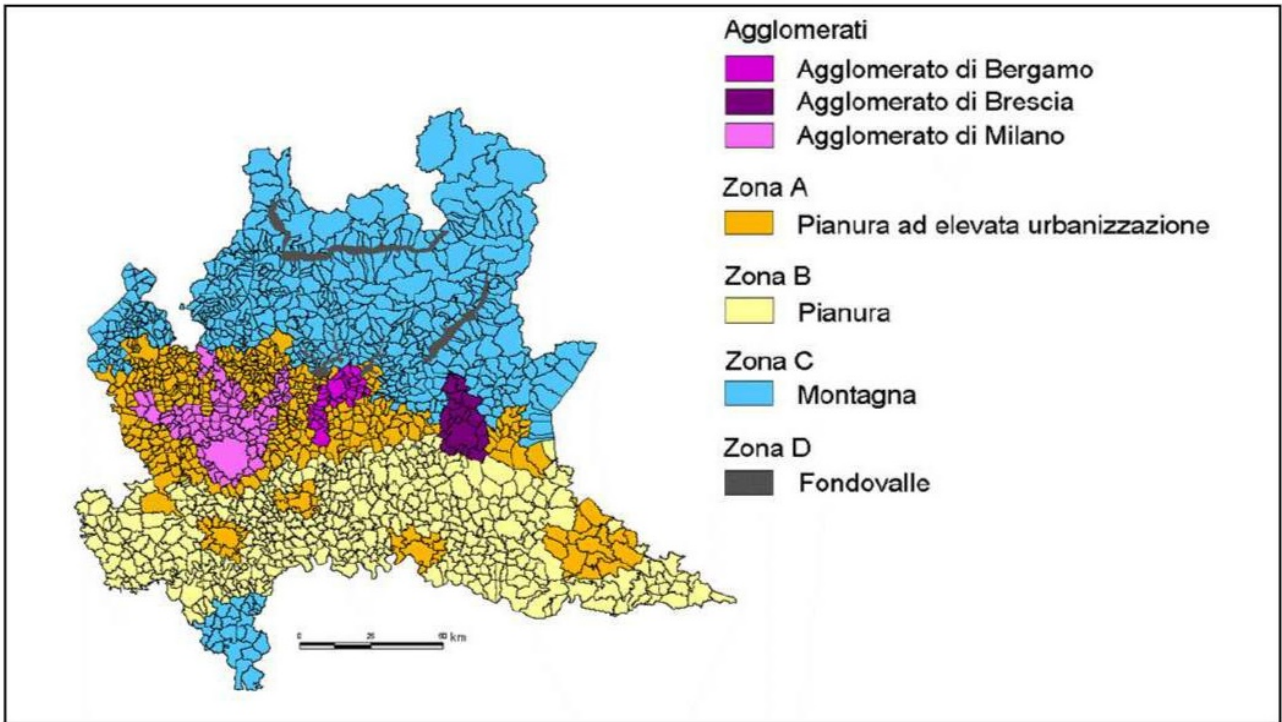 Agglomerati
Agglomerato di Bergamo
Agglomerato di Brescia
Agglomerato di Milano
Zona A
Pianura ad elevata urbanizzazione
Zona B
Pianura
Zona C
Montagna
Zona D
Fondovalle
0 25 50 km